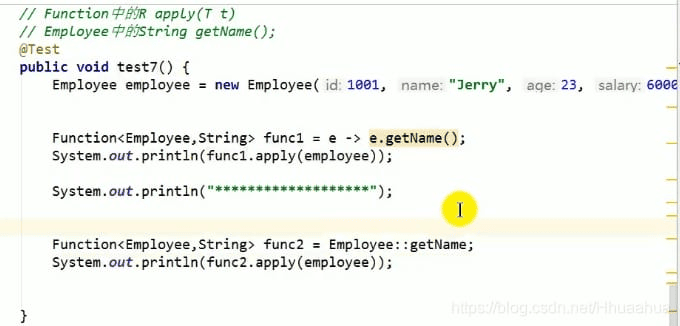 // Function中的R apply(T t)
// Employee中的String getName();
@Test
public void test7() {
Employee employee = new Employee( id: 1001, name: "Jerry", age: 23, salary: 6000
Function<Employee,String> func1 = e -> e.getName();
System.out.println(func1.apply(employee));
System.out.println("*******************");
Function<Employee,String> func2 = Employee::getName;
System.out.println(func2.apply(employee));
}
https://blog.csdn.net/Hhuaahua